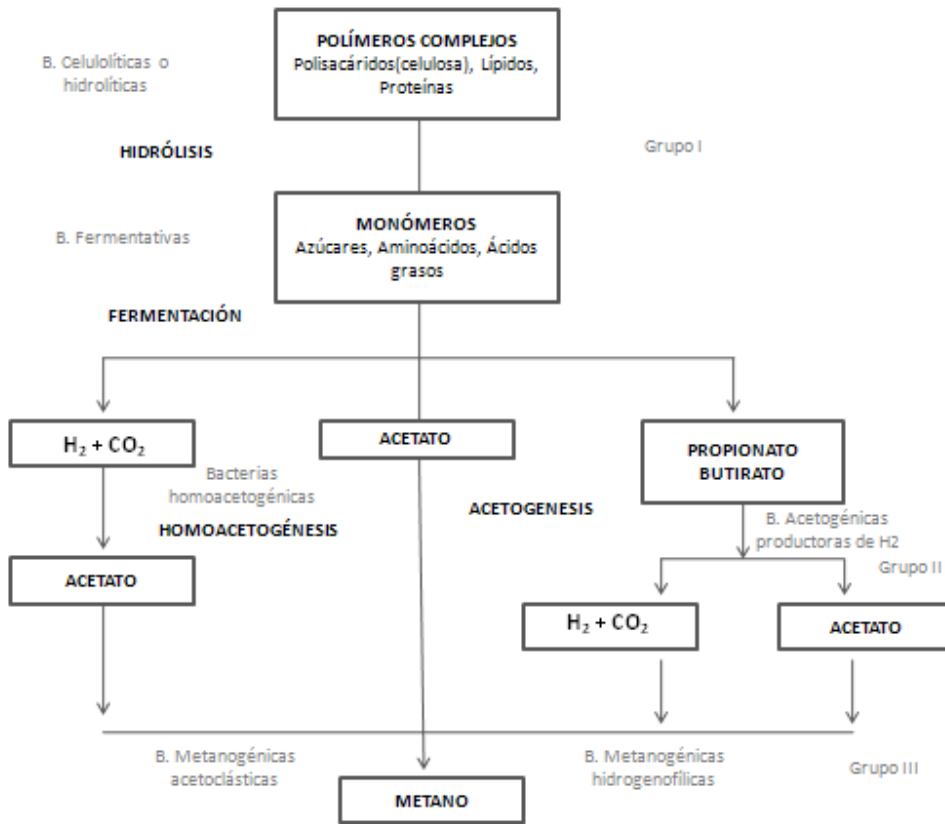 POLÍMEROS COMPLEJOS
Polisacáridos(celulosa), Lípidos,
Proteínas
B. Celulolíticas o
hidrolíticas
HIDRÓLISIS
Grupo I
MONÓMEROS
Azúcares, Aminoácidos, Ácidos
grasos
B. Fermentativas
FERMENTACIÓN
H₂ + CO₂
ACETATO
PROPIONATO
BUTIRATO
Bacterias
homoacetogénicas
HOMOACETOGÉNESIS
ACETOGENESIS
B. Acetogénicas
productoras de H2
Grupo II
ACETATO
H₂ + CO₂
ACETATO
B. Metanogénicas
acetoclásticas
B. Metanogénicas
hidrogenofílicas
Grupo III
METANO